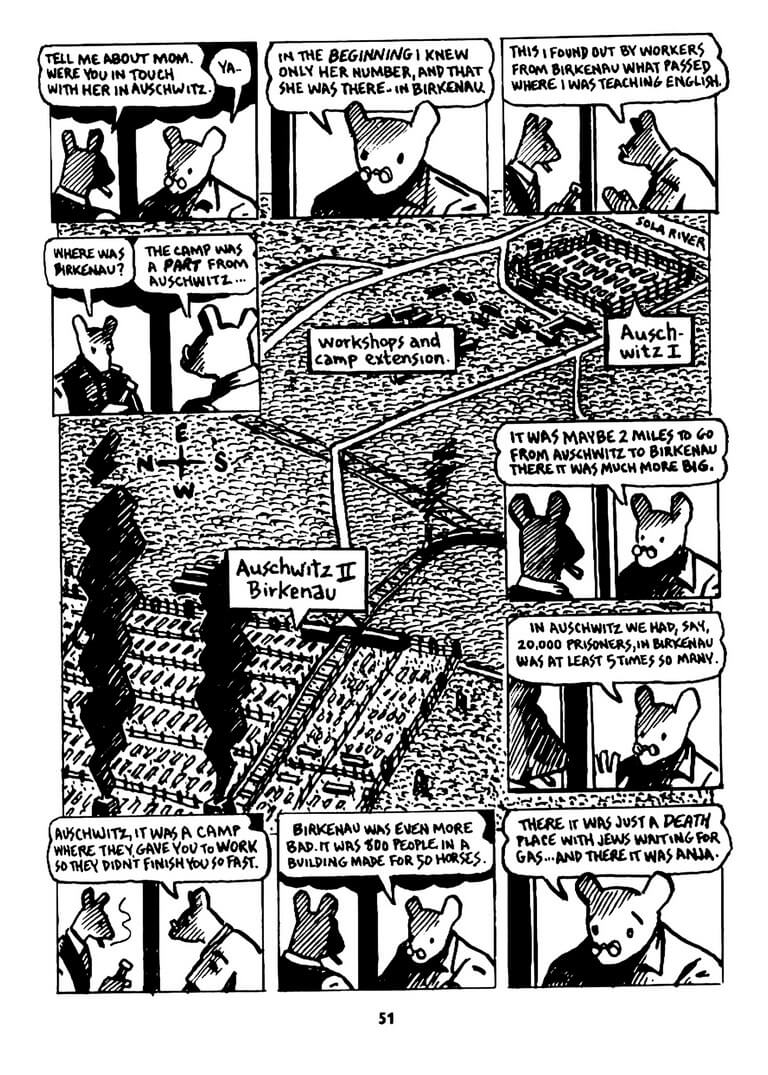 TELL ME ABOUT MOM.
WERE YOU IN TOUCH
WITH HER IN AUSCHWITZ.
YA..
IN THE BEGINNING I KNEW
ONLY HER NUMBER, AND THAT
SHE WAS THERE - IN BIRKENAU.
THIS I FOUND OUT BY WORKERS
FROM BIRKENAU WHAT PASSED
WHERE I WAS TEACHING ENGLISH.
WHERE WAS
BIRKENAU?
THE CAMP WAS
A PART FROM
AUSCHWITZ...
SOLA RIVER
workshops and
camp extension.
Ausch-
witz I
E
N S
W
IT WAS MAYBE 2 MILES TO GO
FROM AUSCHWITZ TO BIRKENAU
THERE IT WAS MUCH MORE BIG.
Auschwitz II
Birkenau
IN AUSCHWITZ WE HAD, SAY,
20,000 PRISONERS, IN BIRKENAU
WAS AT LEAST 5 TIMES SO MANY.
AUSCHWITZ, IT WAS A CAMP
WHERE THEY GAVE YOU TO WORK
SO THEY DIDN'T FINISH YOU SO FAST.
BIRKENAU WAS EVEN MORE
BAD. IT WAS 800 PEOPLE IN A
BUILDING MADE FOR 50 HORSES.
THERE IT WAS JUST A DEATH
PLACE WITH JEWS WAITING FOR
GAS...AND THERE IT WAS ANJA.
51